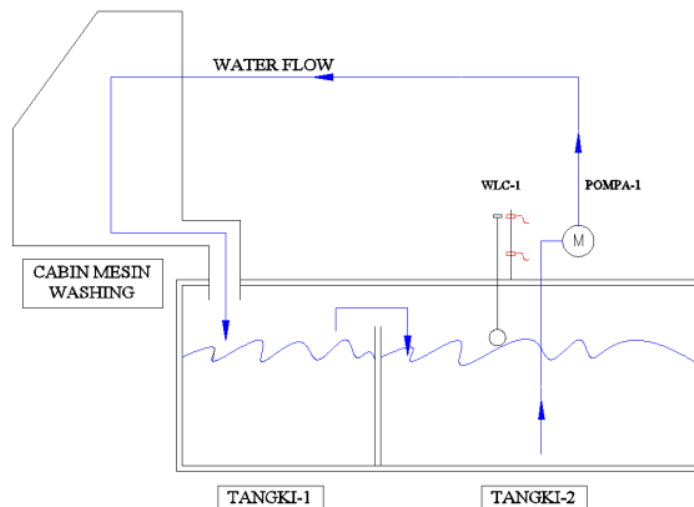 WATER FLOW
WLC-1
POMPA-1
M
CABIN MESIN
WASHING
TANGKI-1
TANGKI-2